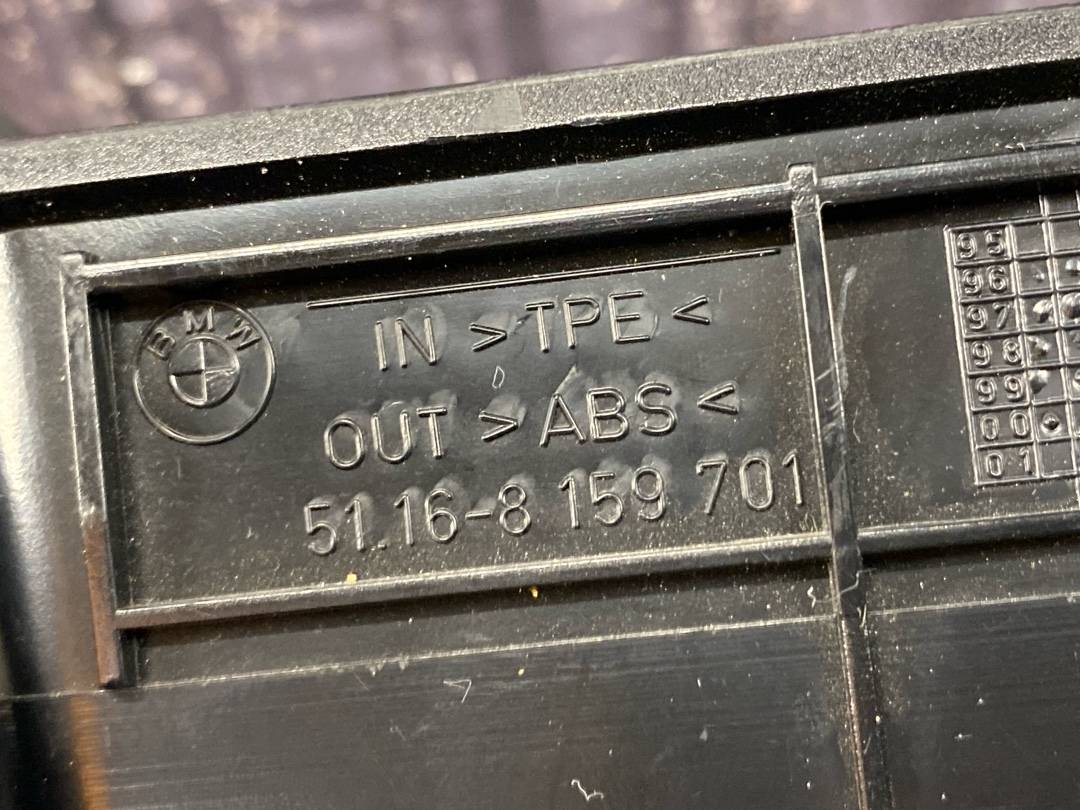 BMW
IN >TPE<
OUT >ABS<
51.16-8 159 701
95
96
97
98
99
00
01